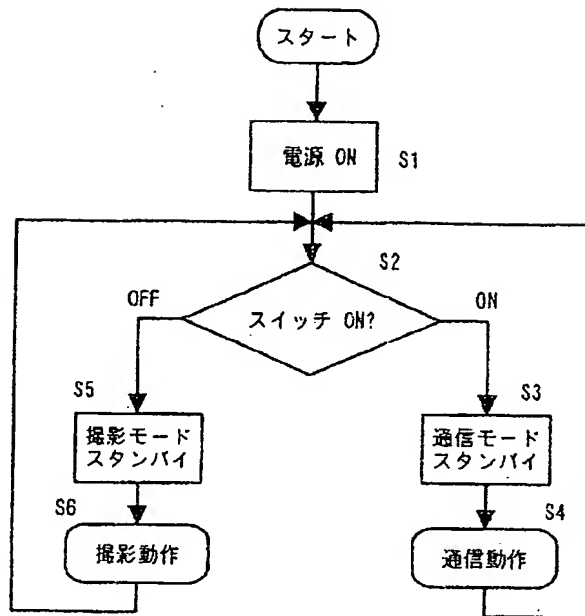 スタート
電源 ON
S1
S2
スイッチ ON?
OFF
ON
S5
撮影モード
スタンバイ
S3
通信モード
スタンバイ
S6
撮影動作
S4
通信動作